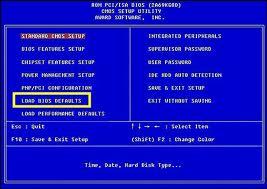 ROM PCI/ISA BIOS (2A69KG0D)
CMOS SETUP UTILITY
AWARD SOFTWARE, INC.
STANDARD CMOS SETUP
BIOS FEATURES SETUP
CHIPSET FEATURES SETUP
POWER MANAGEMENT SETUP
PNP/PCI CONFIGURATION
LOAD BIOS DEFAULTS
LOAD PERFORMANCE DEFAULTS
INTEGRATED PERIPHERALS
SUPERVISOR PASSWORD
USER PASSWORD
IDE HDD AUTO DETECTION
SAVE & EXIT SETUP
EXIT WITHOUT SAVING
Esc : Quit
↑ ↓ → ← : Select Item
F10 : Save & Exit Setup
(Shift) F2 : Change Color
Time, Date, Hard Disk Type...